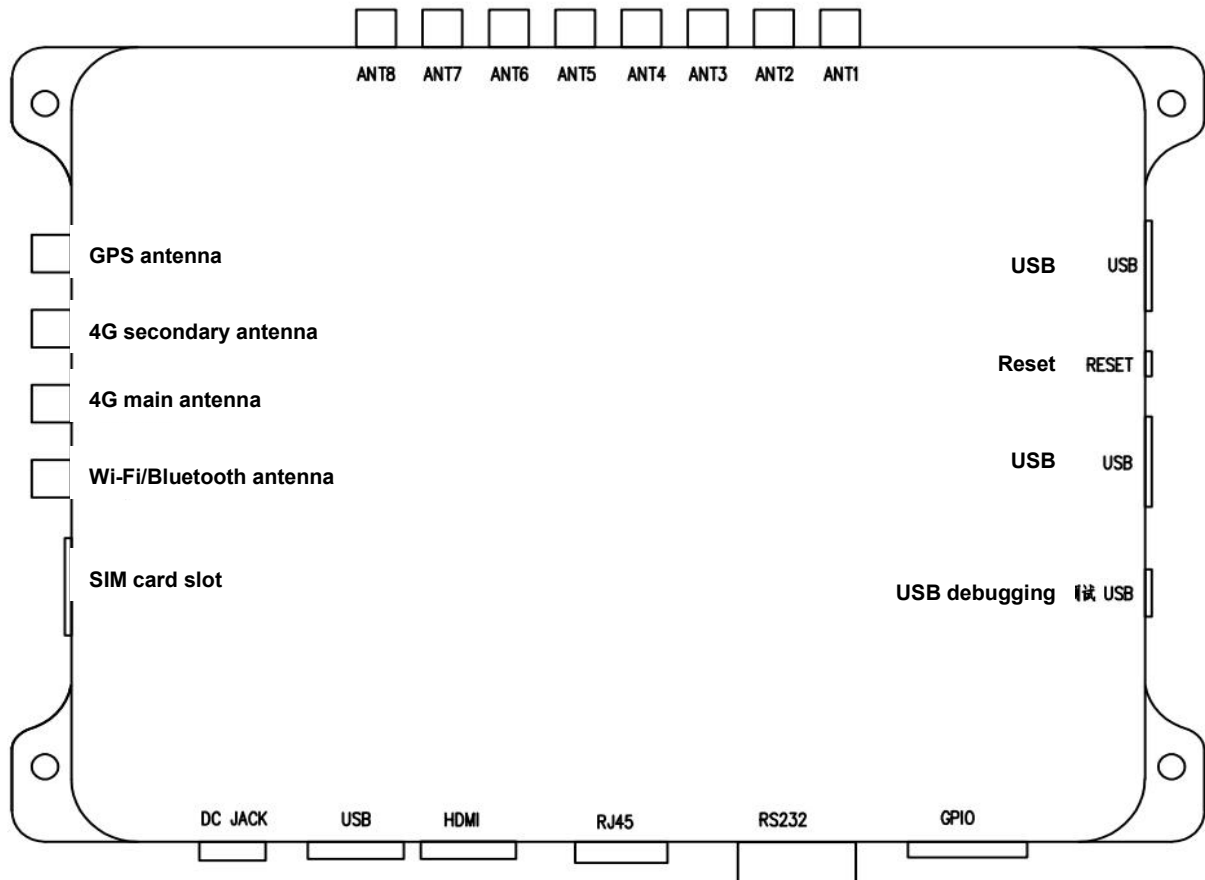 ANT8 ANT7 ANT6 ANT5 ANT4 ANT3 ANT2 ANT1
GPS antenna
USB USB
4G secondary antenna
Reset RESET
4G main antenna
USB USB
Wi-Fi/Bluetooth antenna
SIM card slot
USB debugging 试 USB
DC JACK USB HDMI RJ45 RS232 GPIO